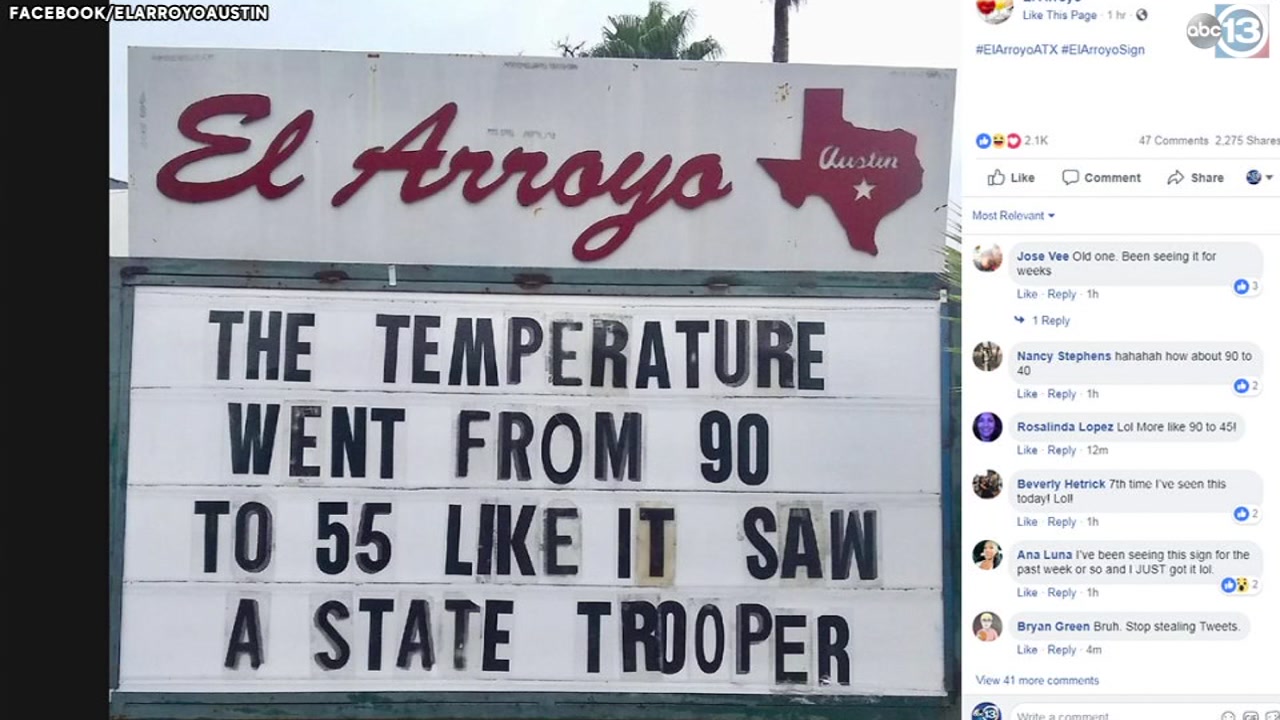 FACEBOOK/ELARROYOAUSTIN
El Arroyo
Austin
THE TEMPERATURE
WENT FROM 90
TO 55 LIKE IT SAW
A STATE TROOPER
El Arroyo
Like This Page · 1 hr ·
abc 13
#ElArroyoATX #ElArroyoSign
2.1K 47 Comments 2,275 Shares
Like Comment Share
Most Relevant
Jose Vee Old one. Been seeing it for
weeks
3
Like · Reply · 1h
1 Reply
Nancy Stephens hahahah how about 90 to
40
2
Like · Reply · 1h
Rosalinda Lopez Lol More like 90 to 45!
Like · Reply · 12m
Beverly Hetrick 7th time I've seen this
today! Lol!
2
Like · Reply · 1h
Ana Luna I've been seeing this sign for the
past week or so and I JUST got it lol.
2
Like · Reply · 1h
Bryan Green Bruh. Stop stealing Tweets.
Like · Reply · 4m
View 41 more comments
13
Write a comment